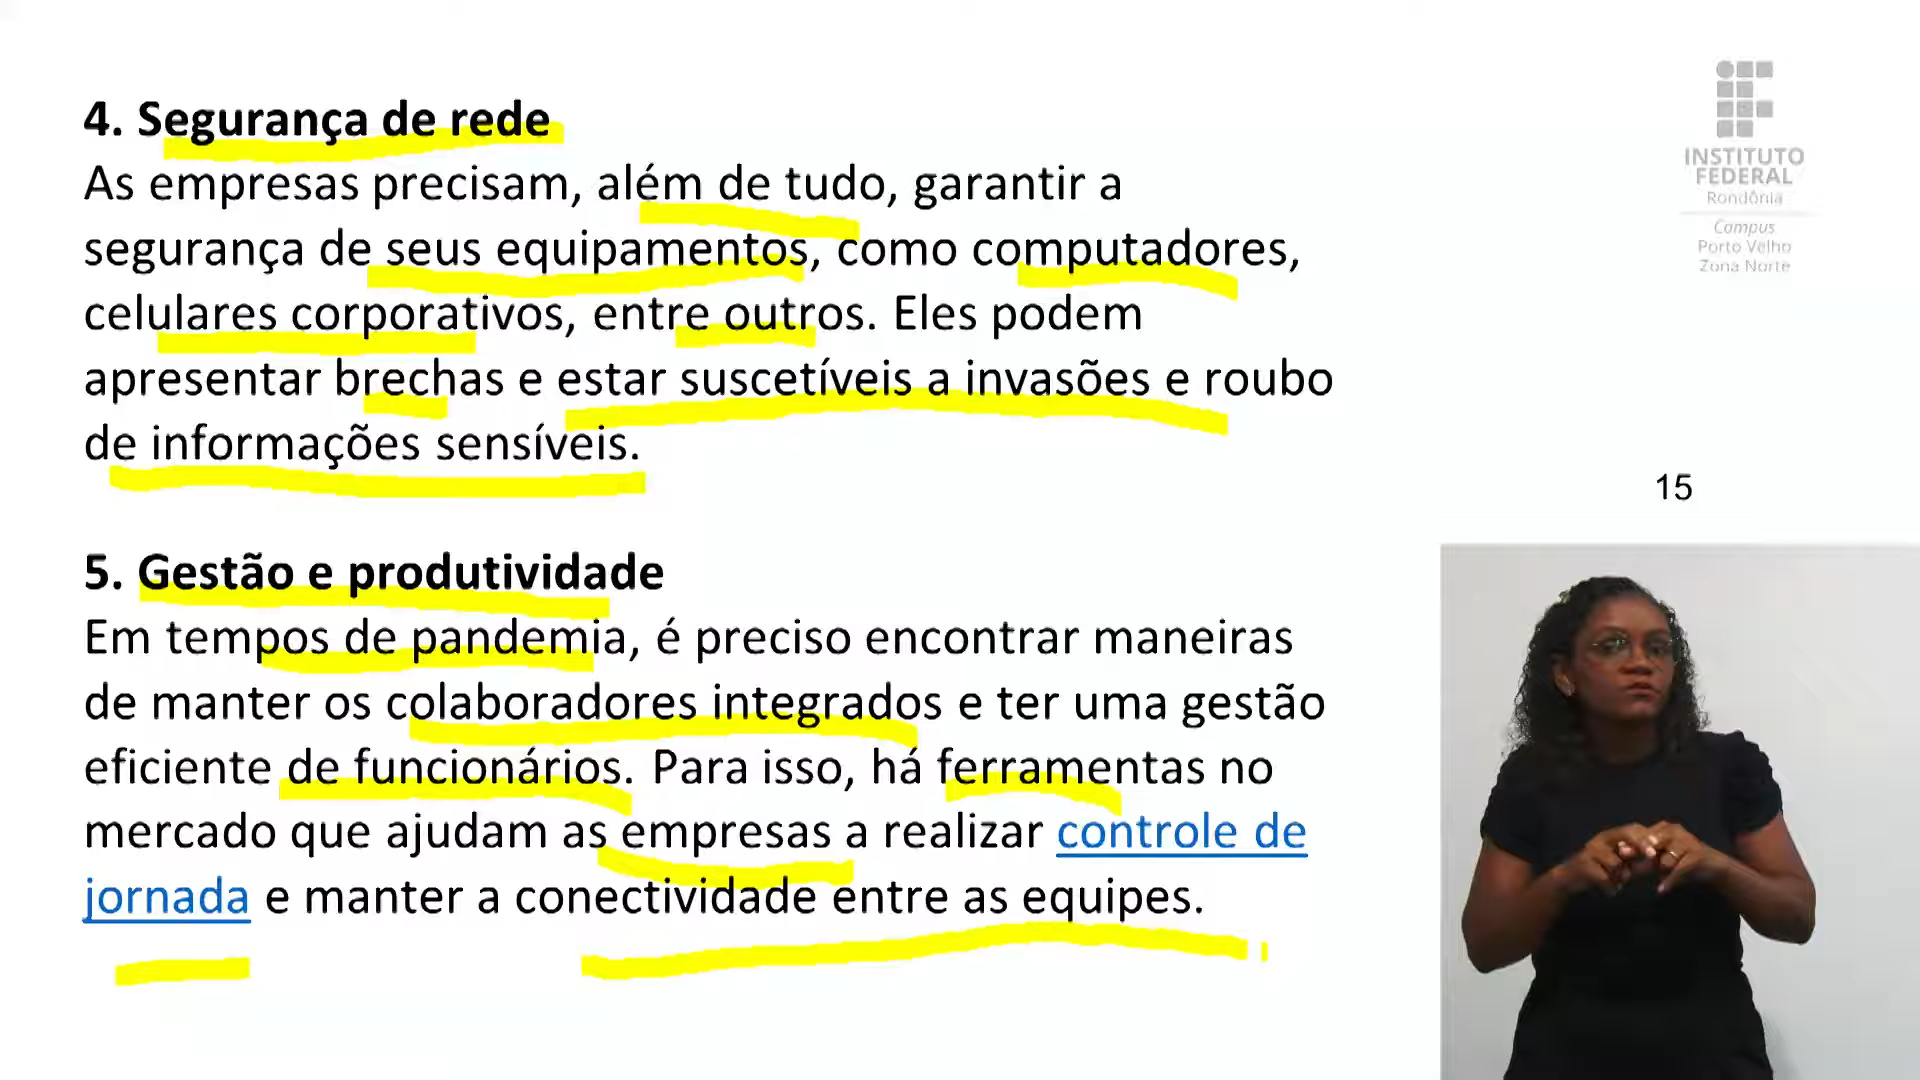 4. Segurança de rede
As empresas precisam, além de tudo, garantir a
segurança de seus equipamentos, como computadores,
celulares corporativos, entre outros. Eles podem
apresentar brechas e estar suscetíveis a invasões e roubo
de informações sensíveis.
5. Gestão e produtividade
Em tempos de pandemia, é preciso encontrar maneiras
de manter os colaboradores integrados e ter uma gestão
eficiente de funcionários. Para isso, há ferramentas no
mercado que ajudam as empresas a realizar controle de
jornada e manter a conectividade entre as equipes.
INSTITUTO
FEDERAL
Rondônia
Campus
Porto Velho
Zona Norte
15